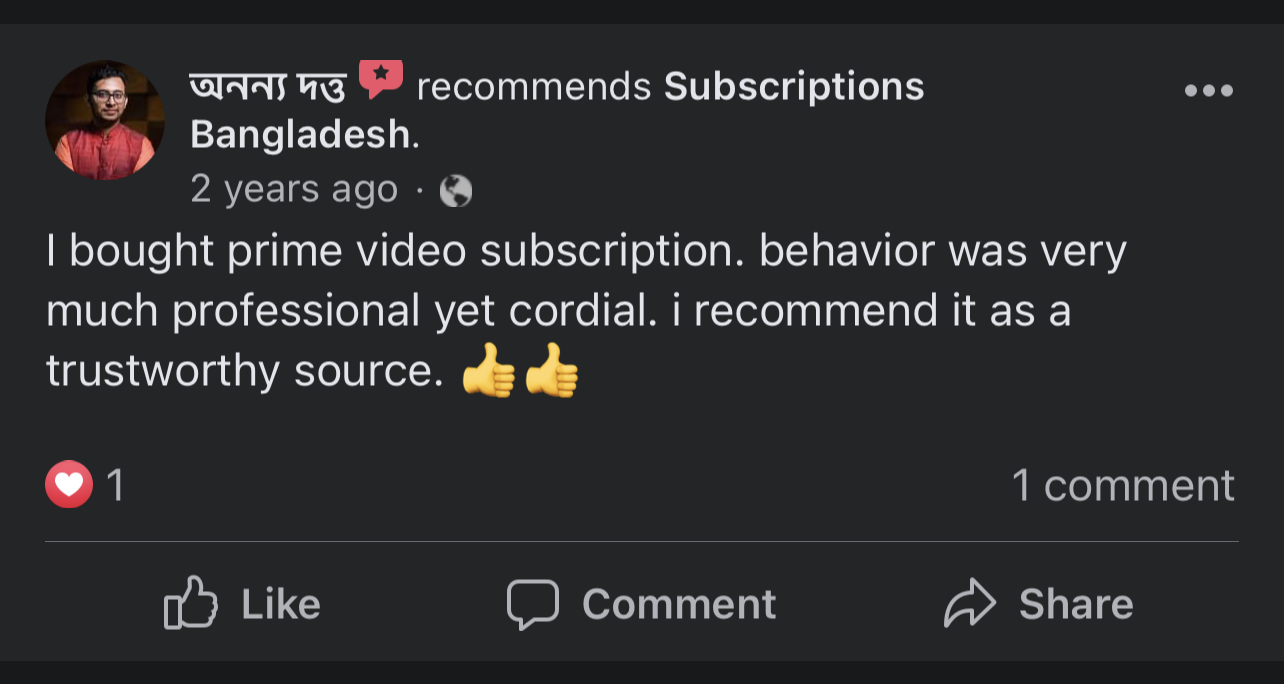 অনন্য দত্ত recommends Subscriptions
Bangladesh.
2 years ago ·
I bought prime video subscription. behavior was very
much professional yet cordial. i recommend it as a
trustworthy source. 👍👍
1
1 comment
Like
Comment
Share